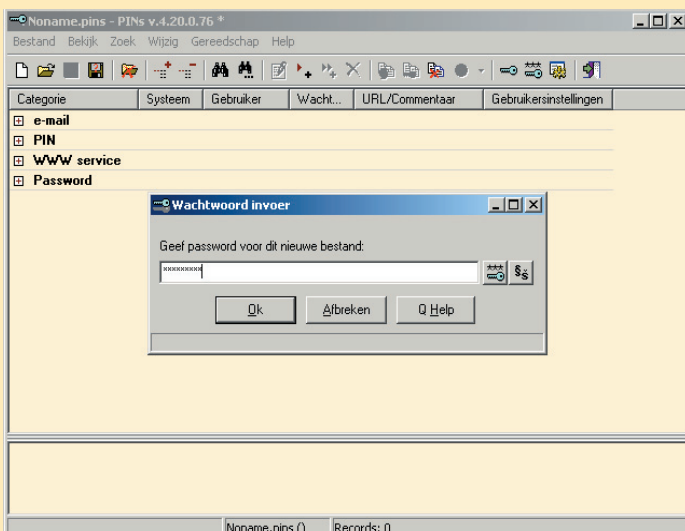 Noname.pins - PINs v.4.20.0.76 *
Bestand Bekijk Zoek Wijzig Gereedschap Help
Categorie Systeem Gebruiker Wacht... URL/Commentaar Gebruikersinstellingen
e-mail
PIN
WWW service
Password
Wachtwoord invoer
Geef password voor dit nieuwe bestand:
*********
Ok Afbreken Q Help
Noname.pins () Records: 0